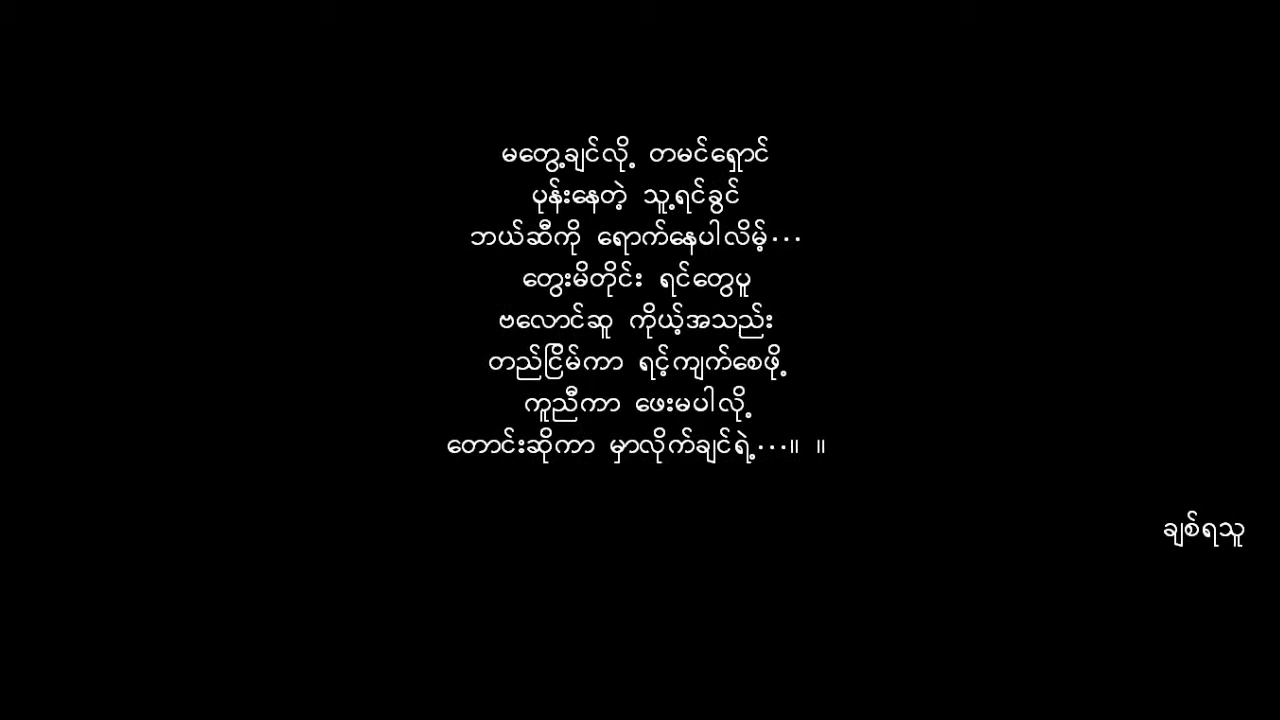 မတွေ့ချင်လို့ တမင်ရှောင်
ပုန်းနေတဲ့ သူ့ရင်ခွင်
ဘယ်ဆီကို ရောက်နေပါလိမ့်...
တွေးမိတိုင်း ရင်တွေပူ
ဗလောင်ဆူ ကိုယ့်အသည်း
တည်ငြိမ်ကာ ရင့်ကျက်စေဖို့
ကူညီကာ ဖေးမပါလို့
တောင်းဆိုကာ မှာလိုက်ချင်ရဲ့...။ ။
ချစ်ရသူ